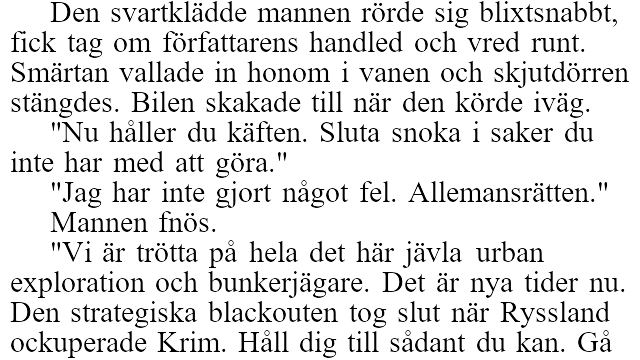 Den svartklädde mannen rörde sig blixtsnabbt,
fick tag om författarens handled och vred runt.
Smärtan vallade in honom i vanen och skjutdörren
stängdes. Bilen skakade till när den körde iväg.
"Nu håller du käften. Sluta snoka i saker du
inte har med att göra."
"Jag har inte gjort något fel. Allemansrätten."
Mannen fnös.
"Vi är trötta på hela det här jävla urban
exploration och bunkerjägare. Det är nya tider nu.
Den strategiska blackouten tog slut när Ryssland
ockuperade Krim. Håll dig till sådant du kan. Gå